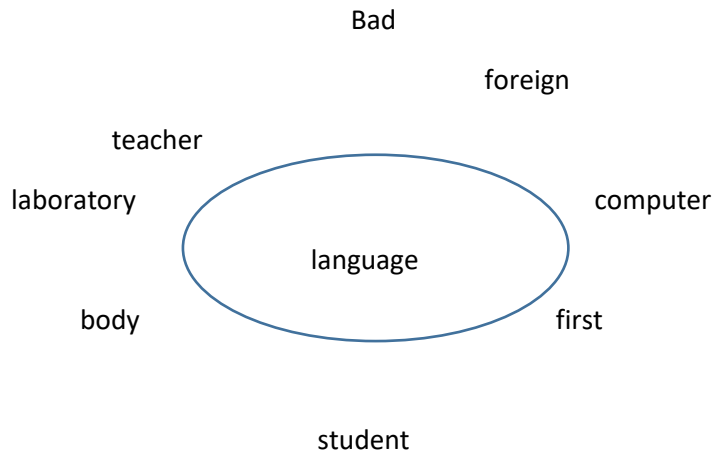 Bad
foreign
teacher
laboratory
computer
language
body
first
student